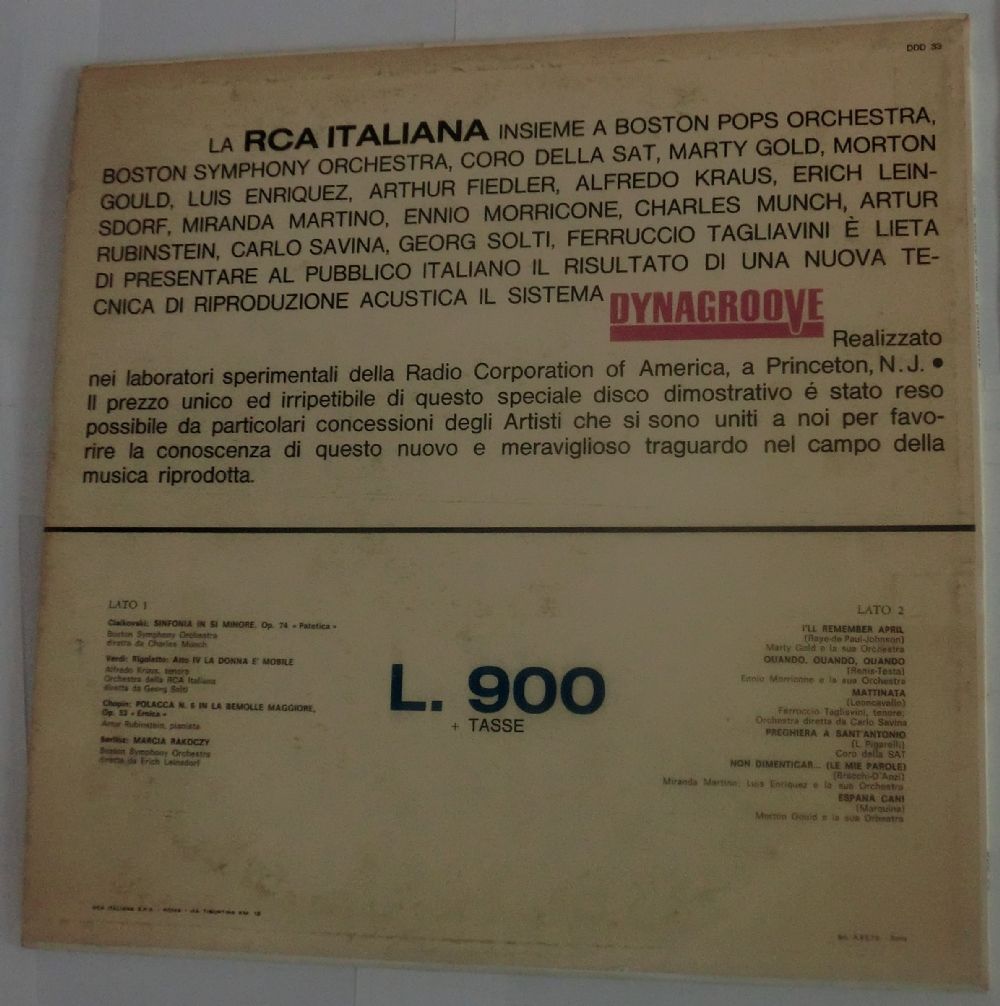 DDD 33
LA RCA ITALIANA INSIEME A BOSTON POPS ORCHESTRA,
BOSTON SYMPHONY ORCHESTRA, CORO DELLA SAT, MARTY GOLD, MORTON
GOULD, LUIS ENRIQUEZ, ARTHUR FIEDLER, ALFREDO KRAUS, ERICH LEIN-
SDORF, MIRANDA MARTINO, ENNIO MORRICONE, CHARLES MUNCH, ARTUR
RUBINSTEIN, CARLO SAVINA, GEORG SOLTI, FERRUCCIO TAGLIAVINI È LIETA
DI PRESENTARE AL PUBBLICO ITALIANO IL RISULTATO DI UNA NUOVA TE-
CNICA DI RIPRODUZIONE ACUSTICA IL SISTEMA DYNAGROOVE
Realizzato
nei laboratori sperimentali della Radio Corporation of America, a Princeton, N.J. •
Il prezzo unico ed irripetibile di questo speciale disco dimostrativo é stato reso
possibile da particolari concessioni degli Artisti che si sono uniti a noi per favo-
rire la conoscenza di questo nuovo e meraviglioso traguardo nel campo della
musica riprodotta.
LATO 1
Ciaikovski: SINFONIA IN SI MINORE, Op. 74 « Patetica »
Boston Symphony Orchestra
diretta da Charles Munch
Verdi: Rigoletto: Atto IV LA DONNA E' MOBILE
Alfredo Kraus, tenore
Orchestra della RCA Italiana
diretta da Georg Solti
Chopin: POLACCA N. 6 IN LA BEMOLLE MAGGIORE,
Op. 53 « Eroica »
Artur Rubinstein, pianista
Berlioz: MARCIA RAKOCZY
Boston Symphony Orchestra
diretta da Erich Leinsdorf
L. 900
+ TASSE
LATO 2
I'LL REMEMBER APRIL
(Raye-de Paul-Johnson)
Marty Gold e la sua Orchestra
QUANDO, QUANDO, QUANDO
(Renis-Testa)
Ennio Morricone e la sua Orchestra
MATTINATA
(Leoncavallo)
Ferruccio Tagliavini, tenore;
Orchestra diretta da Carlo Savina
PREGHIERA A SANT'ANTONIO
(L. Pigarelli)
Coro della SAT
NON DIMENTICAR... (LE MIE PAROLE)
(Bracchi-D'Anzi)
Miranda Martino; Luis Enriquez e la sua Orchestra
ESPANA CANI
(Marquina)
Morton Gould e la sua Orchestra
RCA ITALIANA S.P.A. - ROMA - VIA TIBURTINA KM. 12